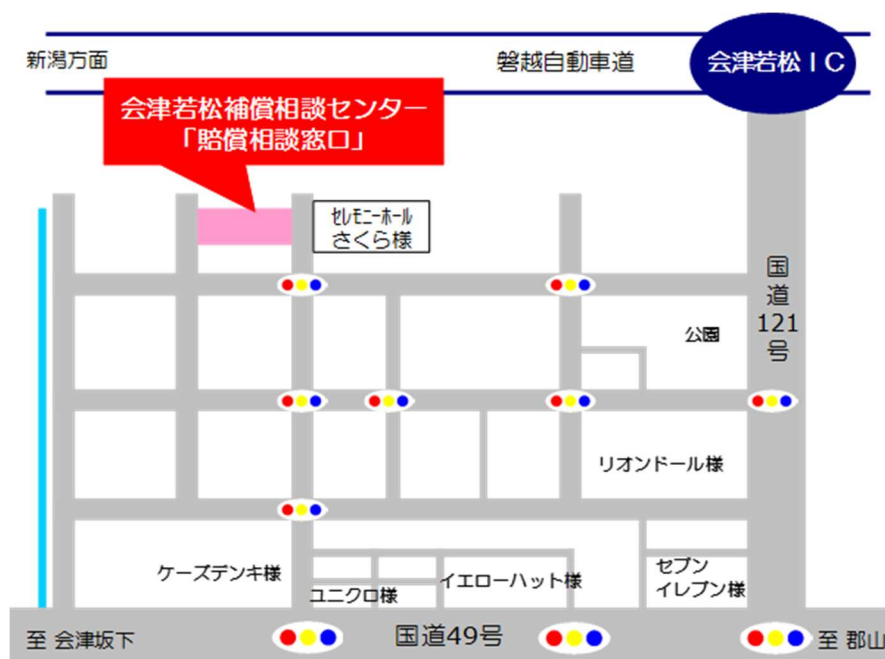 新潟方面
磐越自動車道
会津若松ＩＣ
会津若松補償相談センター
「賠償相談窓口」
ｾﾚﾓﾆｰﾎｰﾙ
さくら様
国
道
121
号
公園
リオンドール様
ケーズデンキ様
ユニクロ様
イエローハット様
セブン
イレブン様
至 会津坂下
国道49号
至 郡山